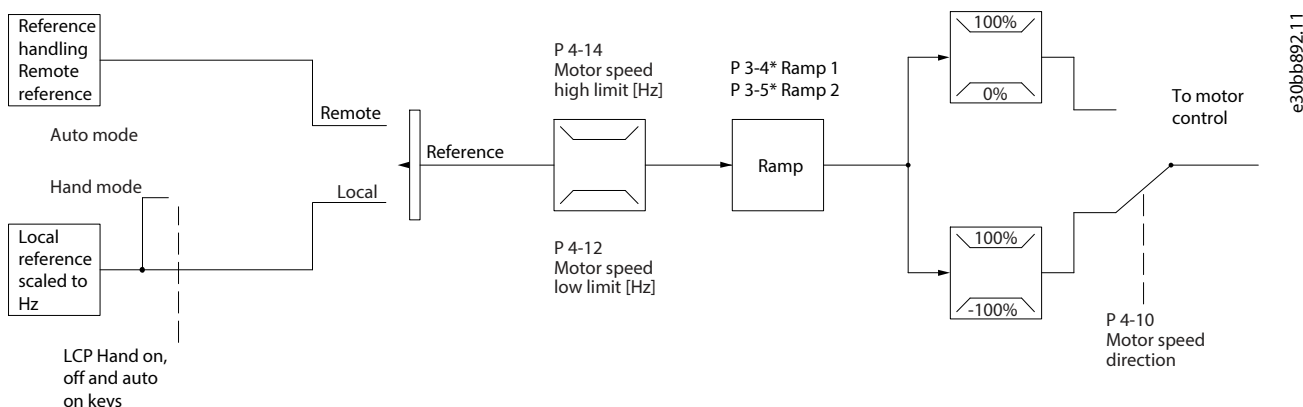 Reference
handling
Remote
reference
Auto mode
Hand mode
Local
reference
scaled to
Hz
LCP Hand on,
off and auto
on keys
Remote
Local
Reference
P 4-14
Motor speed
high limit [Hz]
P 4-12
Motor speed
low limit [Hz]
P 3-4* Ramp 1
P 3-5* Ramp 2
Ramp
100%
0%
100%
-100%
To motor
control
P 4-10
Motor speed
direction
e30bb892.11